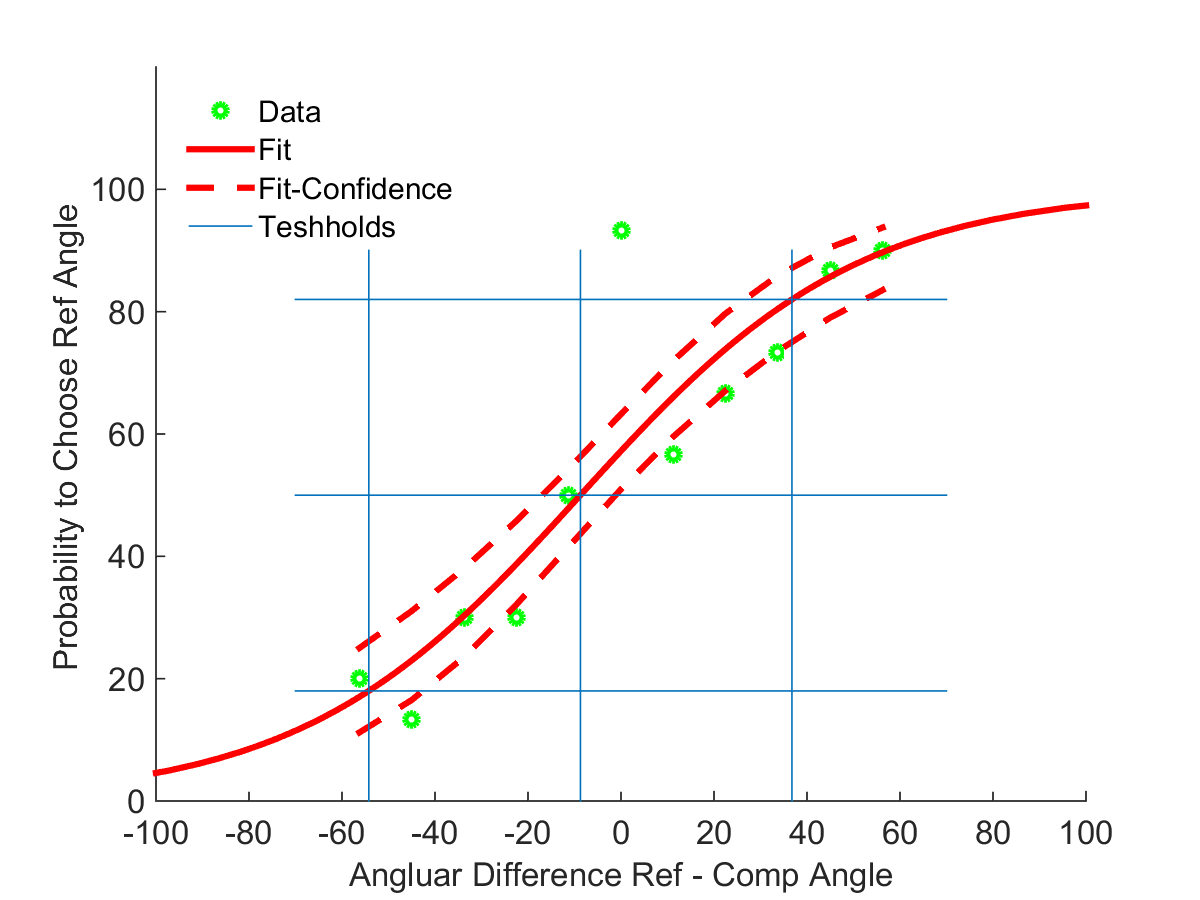 Data
Fit
Fit-Confidence
Teshholds
100
80
60
40
20
0
-100 -80 -60 -40 -20 0 20 40 60 80 100
Probability to Choose Ref Angle
Angluar Difference Ref - Comp Angle